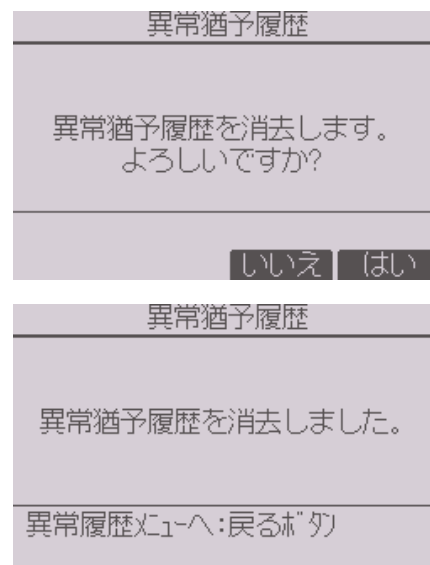 異常猶予履歴
異常猶予履歴を消去します。
よろしいですか?
いいえ はい
異常猶予履歴
異常猶予履歴を消去しました。
異常履歴ﾒﾆｭｰへ:戻るﾎﾞﾀﾝ